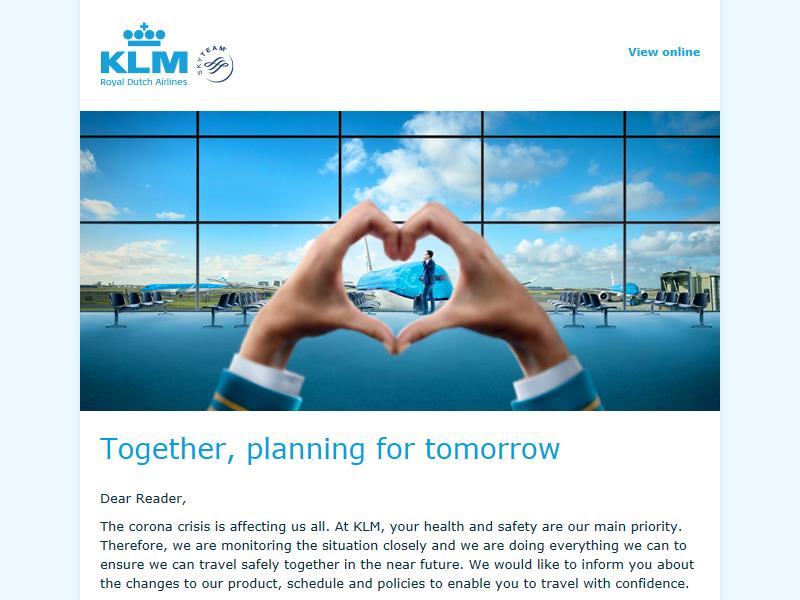 KLM
Royal Dutch Airlines
SKYTEAM
View online
Together, planning for tomorrow
Dear Reader,
The corona crisis is affecting us all. At KLM, your health and safety are our main priority.
Therefore, we are monitoring the situation closely and we are doing everything we can to
ensure we can travel safely together in the near future. We would like to inform you about
the changes to our product, schedule and policies to enable you to travel with confidence.